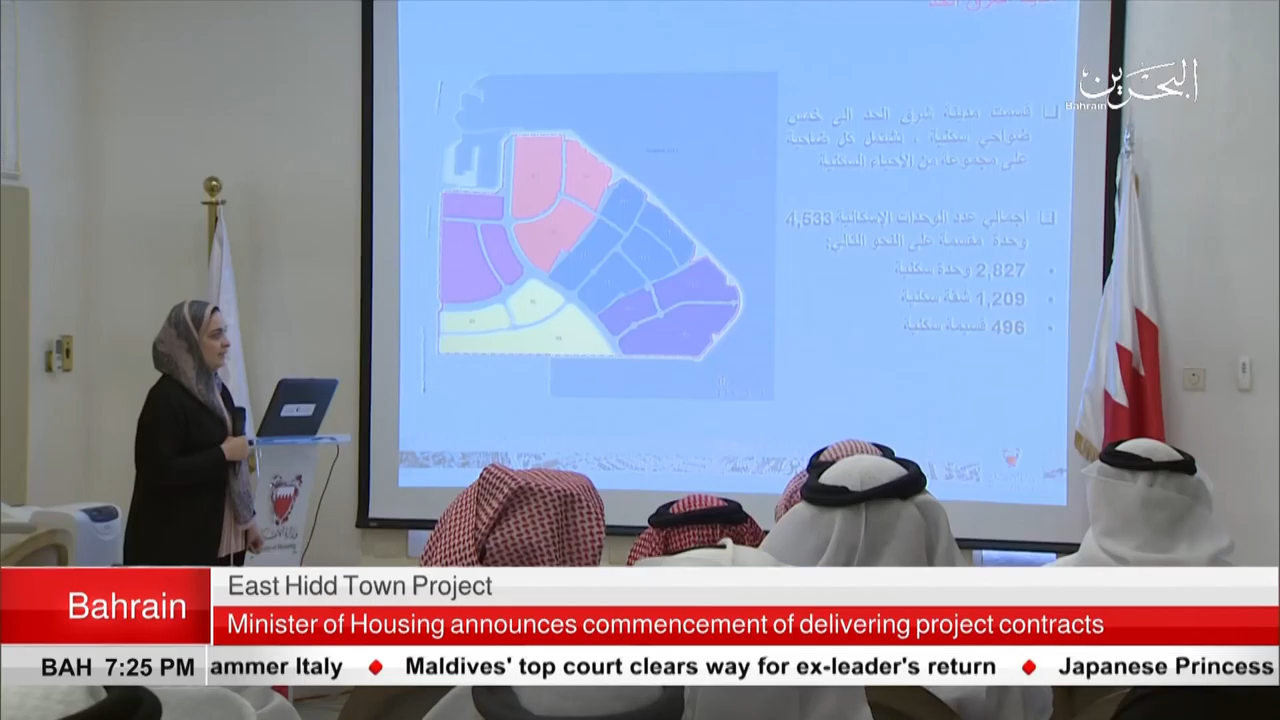 البحرين
Bahrain
قسمت مدينة شرق الحد الى خمس
ضواحي سكنية ، تشتمل كل ضاحية
على مجموعة من الأحياء السكنية
اجمالي عدد الوحدات الإسكانية 4,533
وحدة مقسمة على النحو التالي:
2,827 وحدة سكنية
1,209 شقة سكنية
496 قسيمة سكنية
East Hidd Town Project
Bahrain
Minister of Housing announces commencement of delivering project contracts
BAH 7:25 PM ammer Italy ♦ Maldives' top court clears way for ex-leader's return ♦ Japanese Princess